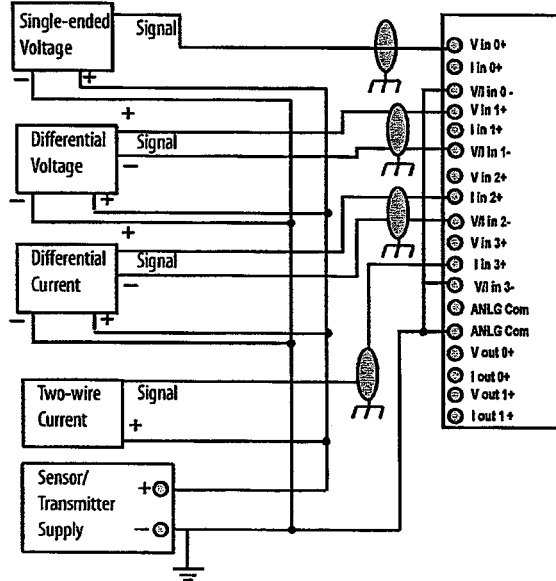 Single-ended
Voltage
Signal
− +
+
Differential
Voltage
Signal
−
− +
+
Differential
Current
Signal
−
− +
Two-wire
Current
Signal
+
Sensor/
Transmitter
Supply
+
−
V in 0+
I in 0+
V/I in 0 -
V in 1+
I in 1+
V/I in 1-
V in 2+
I in 2+
V/I in 2-
V in 3+
I in 3+
V/I in 3-
ANLG Com
ANLG Com
V out 0+
I out 0+
V out 1+
I out 1+